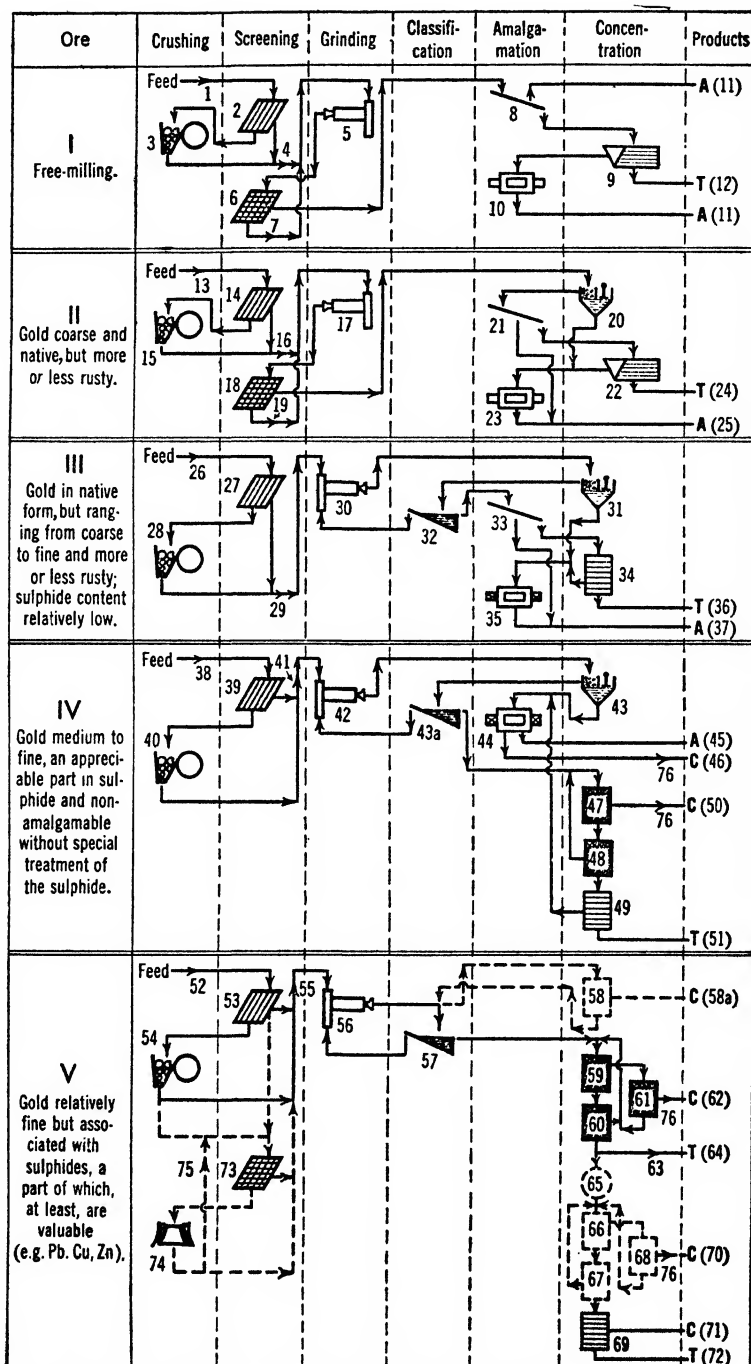 Ore Crushing Screening Grinding Classifi- cation Amalga- mation Concen- tration Products
I
Free-milling.
Feed
1
2
3
4
5
6
7
8
9
10
A (11)
T (12)
A (11)
II
Gold coarse and
native, but more
or less rusty.
Feed
13
14
15
16
17
18
19
20
21
22
23
T (24)
A (25)
III
Gold in native
form, but rang-
ing from coarse
to fine and more
or less rusty;
sulphide content
relatively low.
Feed
26
27
28
29
30
31
32
33
34
35
T (36)
A (37)
IV
Gold medium to
fine, an appreci-
able part in sul-
phide and non-
amalgamable
without special
treatment of
the sulphide.
Feed
38
39
40
41
42
43
43a
44
A (45)
C (46)
76
47
C (50)
76
48
49
T (51)
V
Gold relatively
fine but asso-
ciated with
sulphides, a
part of which,
at least, are
valuable
(e.g. Pb. Cu, Zn).
Feed
52
53
54
55
56
57
58
C (58a)
59
60
61
C (62)
76
63
T (64)
65
66
67
68
C (70)
76
69
C (71)
T (72)
73
74
75